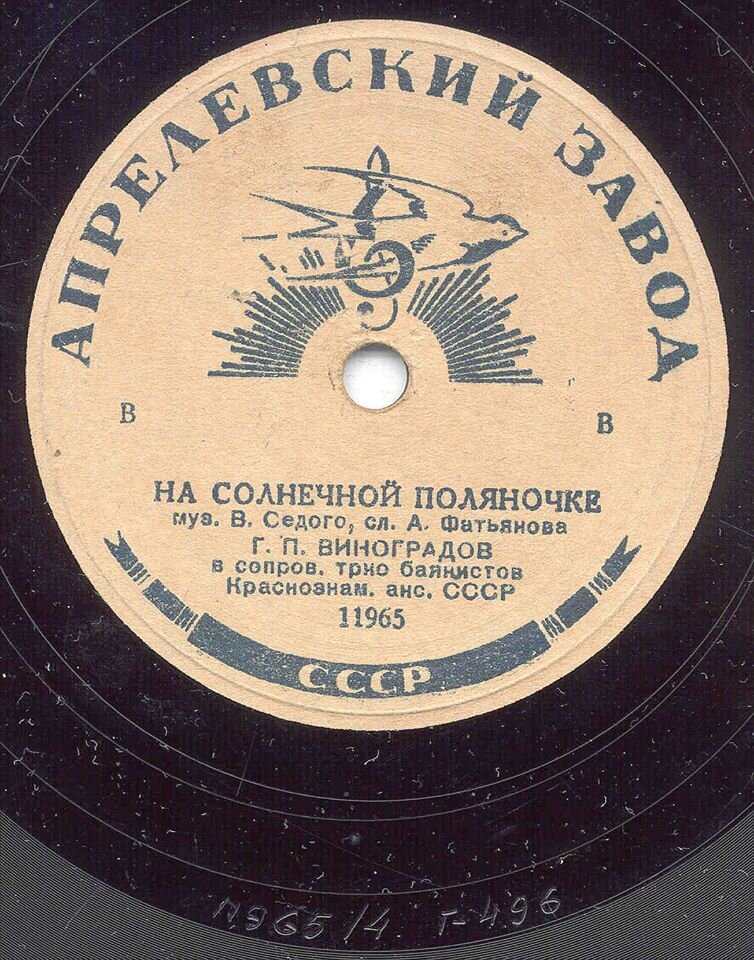 АПРЕЛЕВСКИЙ ЗАВОД
В В
НА СОЛНЕЧНОЙ ПОЛЯНОЧКЕ
муз. В. Седого, сл. А. Фатьянова
Г. П. ВИНОГРАДОВ
в сопров. трио баянистов
Краснознам. анс. СССР
11965
СССР
11965/4 Г-496